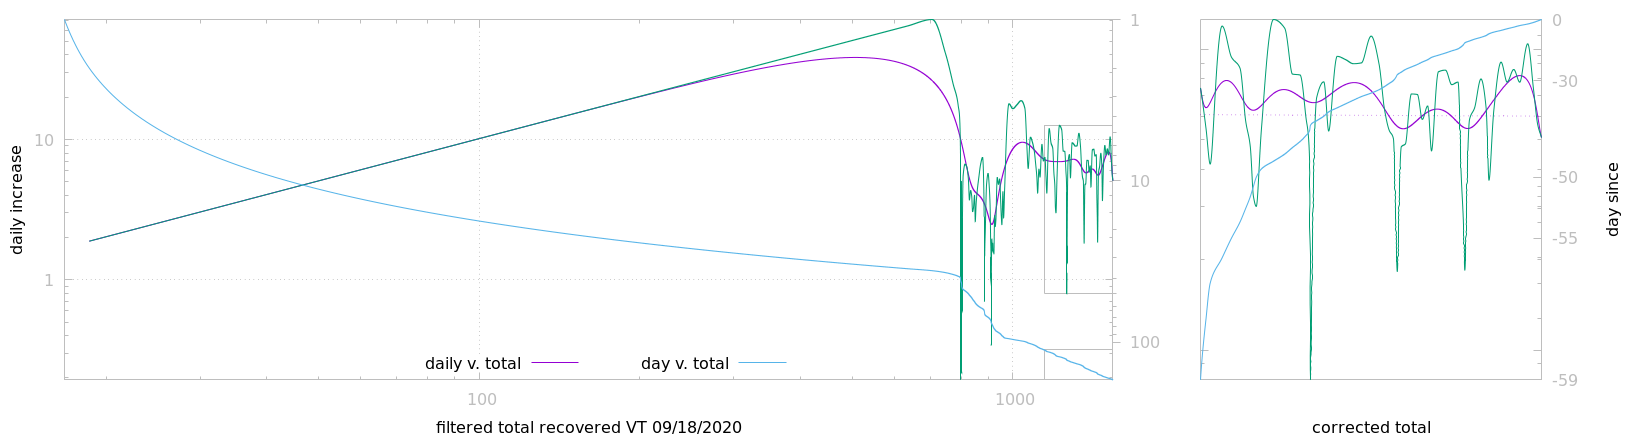 daily increase
10
1
100
1000
filtered total recovered VT 09/18/2020
daily v. total
day v. total
1
10
100
corrected total
0
-30
-50
-55
-59
day since